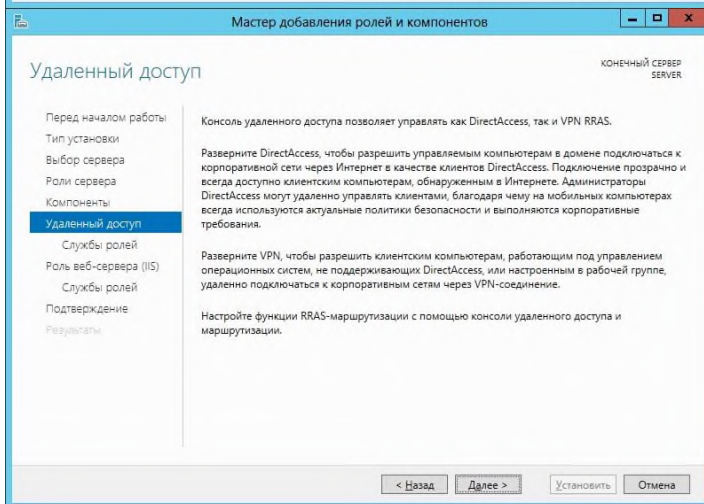 Мастер добавления ролей и компонентов
Удаленный доступ
КОНЕЧНЫЙ СЕРВЕР
SERVER
Перед началом работы
Тип установки
Выбор сервера
Роли сервера
Компоненты
Удаленный доступ
Службы ролей
Роль веб-сервера (IIS)
Службы ролей
Подтверждение
Результаты
Консоль удаленного доступа позволяет управлять как DirectAccess, так и VPN RRAS.
Разверните DirectAccess, чтобы разрешить управляемым компьютерам в домене подключаться к
корпоративной сети через Интернет в качестве клиентов DirectAccess. Подключение прозрачно и
всегда доступно клиентским компьютерам, обнаруженным в Интернете. Администраторы
DirectAccess могут удаленно управлять клиентами, благодаря чему на мобильных компьютерах
всегда используются актуальные политики безопасности и выполняются корпоративные
требования.
Разверните VPN, чтобы разрешить клиентским компьютерам, работающим под управлением
операционных систем, не поддерживающих DirectAccess, или настроенным в рабочей группе,
удаленно подключаться к корпоративным сетям через VPN-соединение.
Настройте функции RRAS-маршрутизации с помощью консоли удаленного доступа и
маршрутизации.
< Назад
Далее >
Установить
Отмена